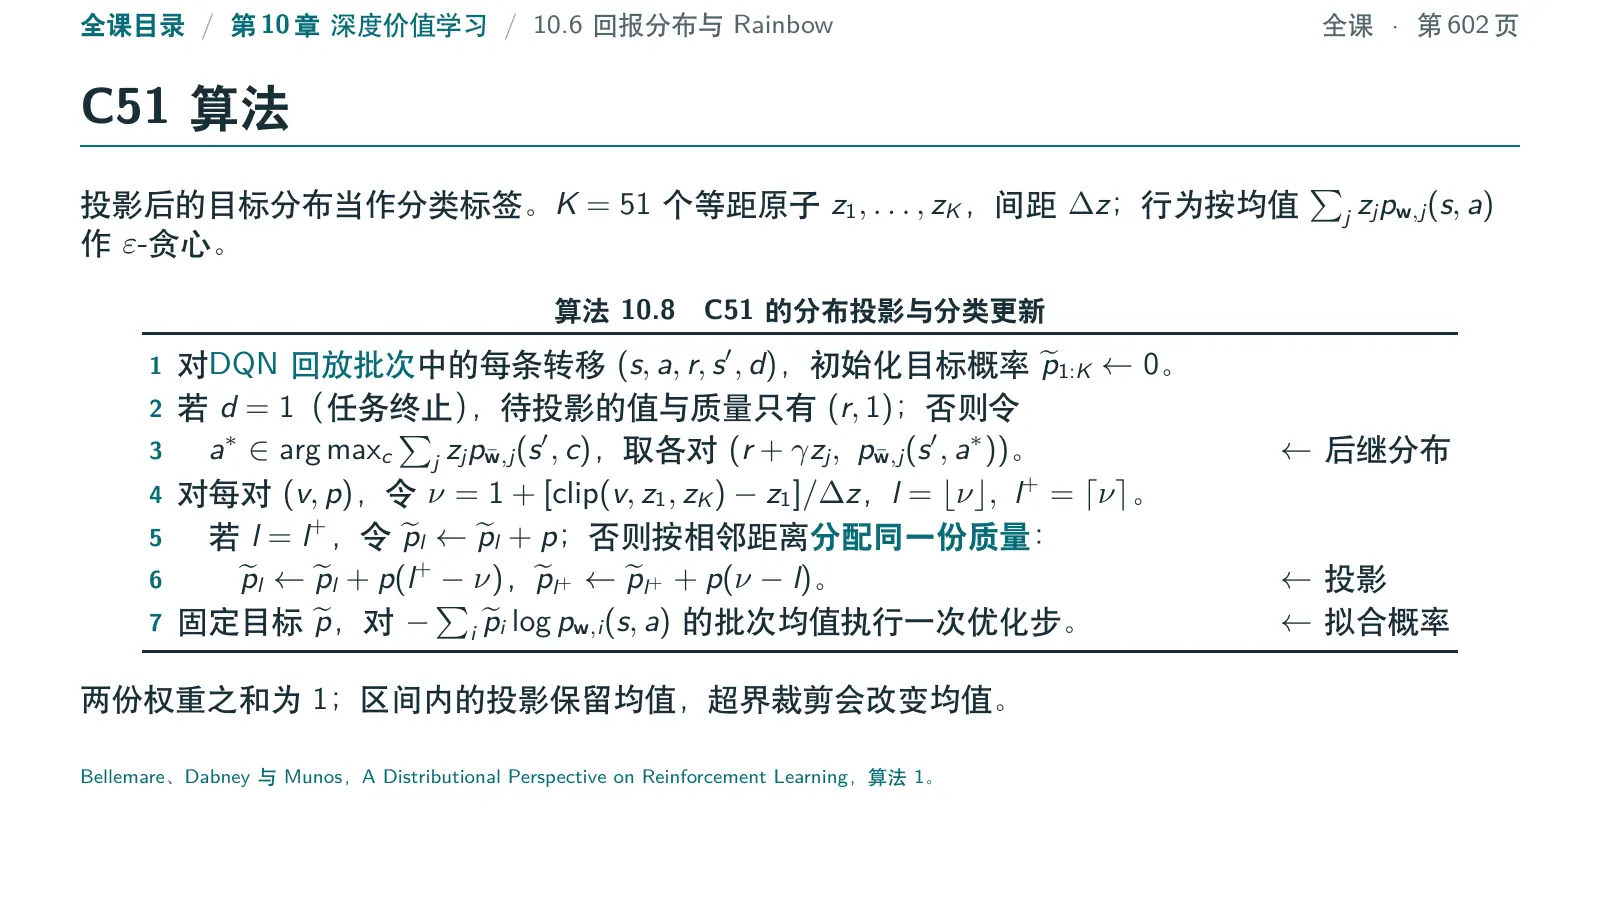 全课目录 / 第 10 章 深度价值学习 / 10.6 回报分布与 Rainbow
全课 · 第 602 页
C51 算法
投影后的目标分布当作分类标签。K = 51 个等距原子 z₁, …, z_K，间距 Δz；行为按均值 ∑_j z_j p_{w,j}(s, a)
作 ε-贪心。
算法 10.8 C51 的分布投影与分类更新
1 对DQN 回放批次中的每条转移 (s, a, r, s′, d)，初始化目标概率 p̃_{1:K} ← 0。
2 若 d = 1（任务终止），待投影的值与质量只有 (r, 1)；否则令
3 a* ∈ arg max_c ∑_j z_j p_{w̄,j}(s′, c)，取各对 (r + γz_j, p_{w̄,j}(s′, a*))。 ← 后继分布
4 对每对 (v, p)，令 ν = 1 + [clip(v, z₁, z_K) − z₁]/Δz，l = ⌊ν⌋, l⁺ = ⌈ν⌉。
5 若 l = l⁺，令 p̃_l ← p̃_l + p；否则按相邻距离分配同一份质量：
6 p̃_l ← p̃_l + p(l⁺ − ν)，p̃_{l⁺} ← p̃_{l⁺} + p(ν − l)。 ← 投影
7 固定目标 p̃，对 − ∑_i p̃_i log p_{w,i}(s, a) 的批次均值执行一次优化步。 ← 拟合概率
两份权重之和为 1；区间内的投影保留均值，超界裁剪会改变均值。
Bellemare、Dabney 与 Munos，A Distributional Perspective on Reinforcement Learning，算法 1。